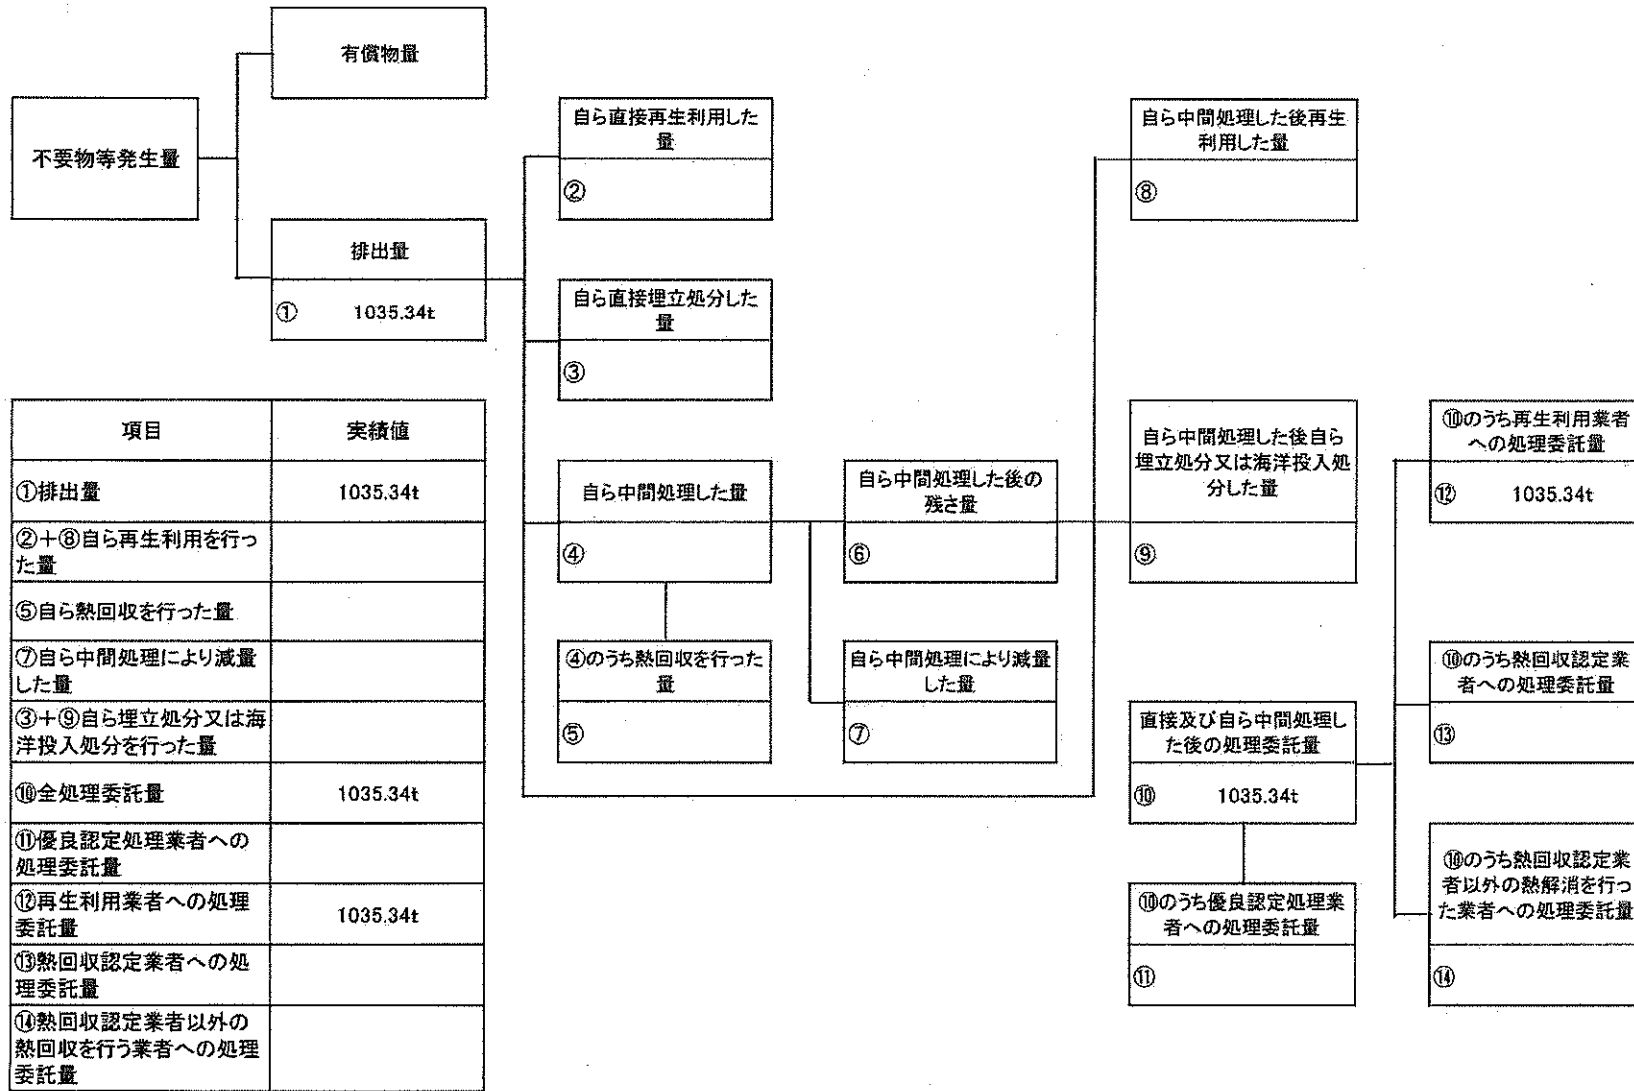 有償物量
不要物等発生量
排出量
① 1035.34t
自ら直接再生利用した
量
②
自ら直接埋立処分した
量
③
自ら中間処理した量
④
④のうち熱回収を行った
量
⑤
自ら中間処理した後の
残さ量
⑥
自ら中間処理により減量
した量
⑦
自ら中間処理した後再生
利用した量
⑧
自ら中間処理した後自ら
埋立処分又は海洋投入処
分した量
⑨
直接及び自ら中間処理し
た後の処理委託量
⑩ 1035.34t
⑩のうち優良認定処理業
者への処理委託量
⑪
⑩のうち再生利用業者
への処理委託量
⑫ 1035.34t
⑩のうち熱回収認定業
者への処理委託量
⑬
⑩のうち熱回収認定業
者以外の熱解消を行っ
た業者への処理委託量
⑭
項目 実績値
①排出量 1035.34t
②+⑧自ら再生利用を行っ
た量
⑤自ら熱回収を行った量
⑦自ら中間処理により減量
した量
③+⑨自ら埋立処分又は海
洋投入処分を行った量
⑩全処理委託量 1035.34t
⑪優良認定処理業者への
処理委託量
⑫再生利用業者への処理
委託量 1035.34t
⑬熱回収認定業者への処
理委託量
⑭熱回収認定業者以外の
熱回収を行う業者への処理
委託量